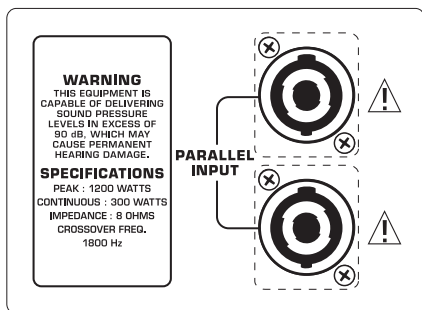 WARNING
THIS EQUIPMENT IS
CAPABLE OF DELIVERING
SOUND PRESSURE
LEVELS IN EXCESS OF
90 dB, WHICH MAY
CAUSE PERMANENT
HEARING DAMAGE.
SPECIFICATIONS
PEAK : 1200 WATTS
CONTINUOUS : 300 WATTS
IMPEDANCE : 8 OHMS
CROSSOVER FREQ.
1800 Hz
PARALLEL
INPUT
!
!